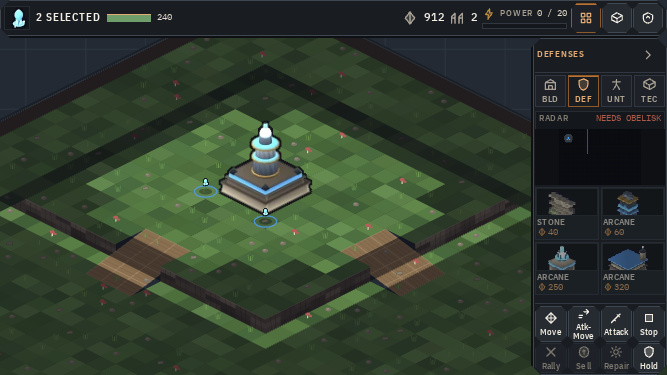 2 SELECTED 240 912 2 POWER 0 / 20
DEFENSES
BLD DEF UNT TEC
RADAR NEEDS OBELISK
STONE ARCANE
40 60
ARCANE ARCANE
250 320
Move Atk-Move Attack Stop
Rally Sell Repair Hold